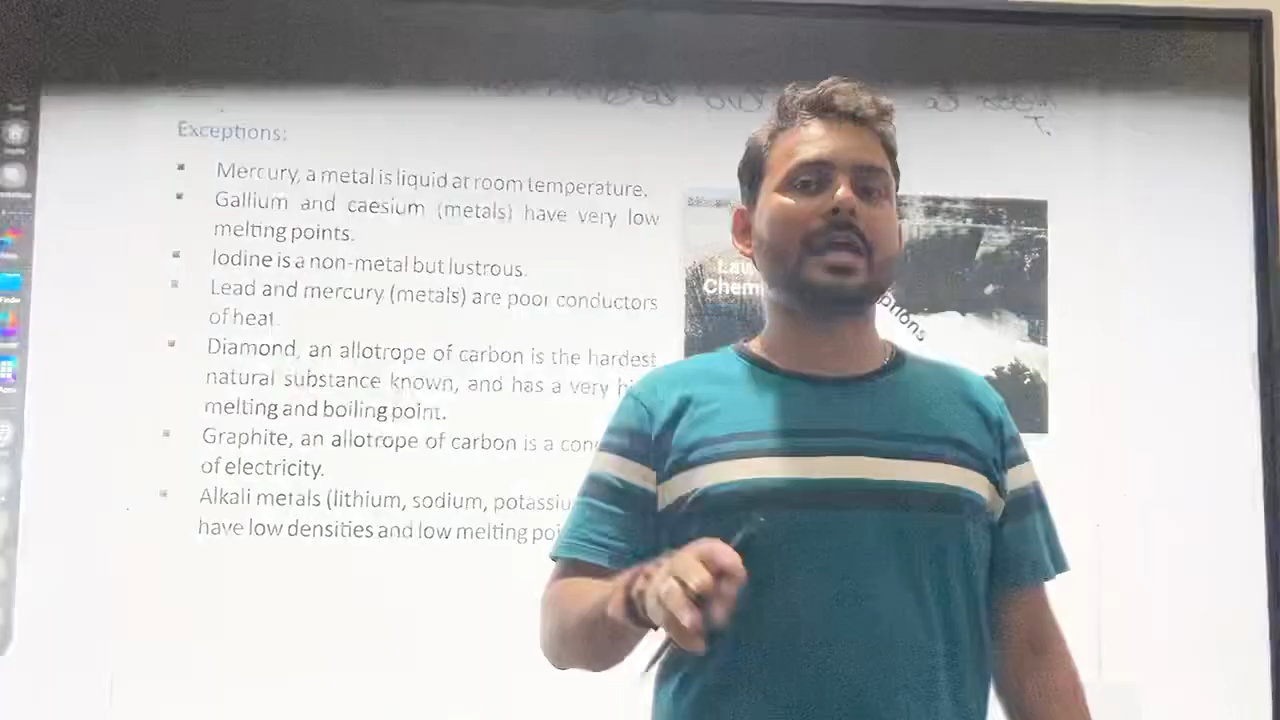 Exceptions:
▪ Mercury, a metal is liquid at room temperature.
▪ Gallium and caesium (metals) have very low
melting points.
▪ Iodine is a non-metal but lustrous.
▪ Lead and mercury (metals) are poor conductors
of heat.
▪ Diamond, an allotrope of carbon is the hardest
natural substance known, and has a very
melting and boiling point.
▪ Graphite, an allotrope of carbon is a
of electricity.
▪ Alkali metals (lithium, sodium,
have low densities and low melting
Finder